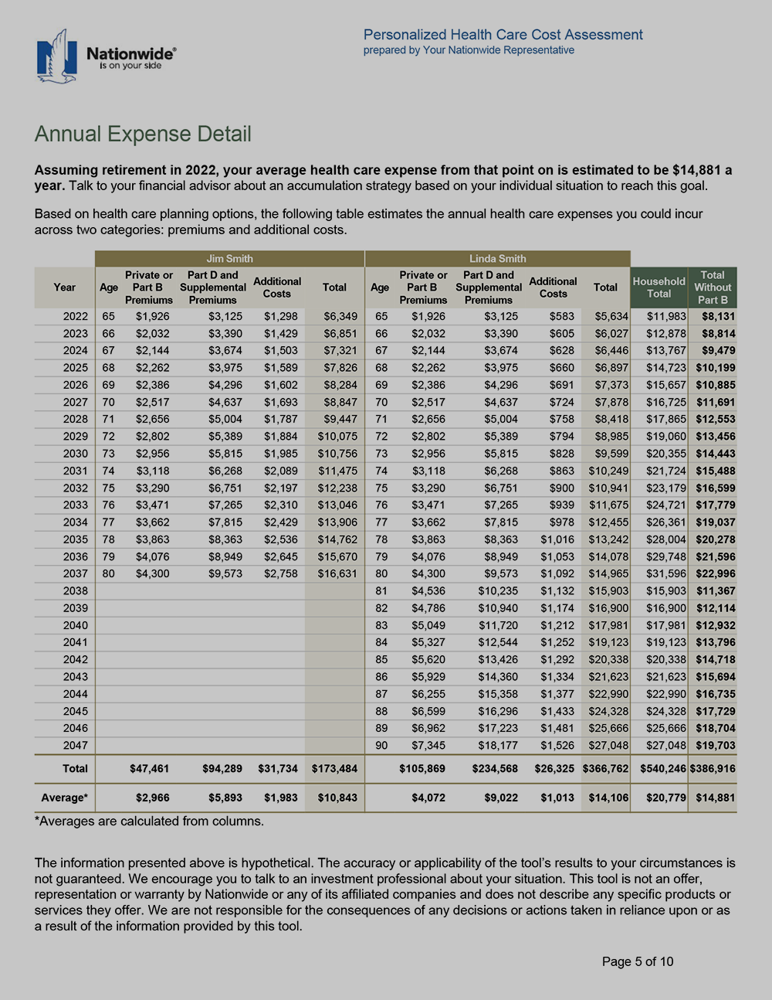 Nationwide®
is on your side
Personalized Health Care Cost Assessment
prepared by Your Nationwide Representative
Annual Expense Detail
Assuming retirement in 2022, your average health care expense from that point on is estimated to be $14,881 a
year. Talk to your financial advisor about an accumulation strategy based on your individual situation to reach this goal.
Based on health care planning options, the following table estimates the annual health care expenses you could incur
across two categories: premiums and additional costs.
Jim Smith Linda Smith
Year Age Private or Part B Premiums Part D and Supplemental Premiums Additional Costs Total Age Private or Part B Premiums Part D and Supplemental Premiums Additional Costs Total Household Total Total Without Part B
2022 65 $1,926 $3,125 $1,298 $6,349 65 $1,926 $3,125 $583 $5,634 $11,983 $8,131
2023 66 $2,032 $3,390 $1,429 $6,851 66 $2,032 $3,390 $605 $6,027 $12,878 $8,814
2024 67 $2,144 $3,674 $1,503 $7,321 67 $2,144 $3,674 $628 $6,446 $13,767 $9,479
2025 68 $2,262 $3,975 $1,589 $7,826 68 $2,262 $3,975 $660 $6,897 $14,723 $10,199
2026 69 $2,386 $4,296 $1,602 $8,284 69 $2,386 $4,296 $691 $7,373 $15,657 $10,885
2027 70 $2,517 $4,637 $1,693 $8,847 70 $2,517 $4,637 $724 $7,878 $16,725 $11,691
2028 71 $2,656 $5,004 $1,787 $9,447 71 $2,656 $5,004 $758 $8,418 $17,865 $12,553
2029 72 $2,802 $5,389 $1,884 $10,075 72 $2,802 $5,389 $794 $8,985 $19,060 $13,456
2030 73 $2,956 $5,815 $1,985 $10,756 73 $2,956 $5,815 $828 $9,599 $20,355 $14,443
2031 74 $3,118 $6,268 $2,089 $11,475 74 $3,118 $6,268 $863 $10,249 $21,724 $15,488
2032 75 $3,290 $6,751 $2,197 $12,238 75 $3,290 $6,751 $900 $10,941 $23,179 $16,599
2033 76 $3,471 $7,265 $2,310 $13,046 76 $3,471 $7,265 $939 $11,675 $24,721 $17,779
2034 77 $3,662 $7,815 $2,429 $13,906 77 $3,662 $7,815 $978 $12,455 $26,361 $19,037
2035 78 $3,863 $8,363 $2,536 $14,762 78 $3,863 $8,363 $1,016 $13,242 $28,004 $20,278
2036 79 $4,076 $8,949 $2,645 $15,670 79 $4,076 $8,949 $1,053 $14,078 $29,748 $21,596
2037 80 $4,300 $9,573 $2,758 $16,631 80 $4,300 $9,573 $1,092 $14,965 $31,596 $22,996
2038 81 $4,536 $10,235 $1,132 $15,903 $15,903 $11,367
2039 82 $4,786 $10,940 $1,174 $16,900 $16,900 $12,114
2040 83 $5,049 $11,720 $1,212 $17,981 $17,981 $12,932
2041 84 $5,327 $12,544 $1,252 $19,123 $19,123 $13,796
2042 85 $5,620 $13,426 $1,292 $20,338 $20,338 $14,718
2043 86 $5,929 $14,360 $1,334 $21,623 $21,623 $15,694
2044 87 $6,255 $15,358 $1,377 $22,990 $22,990 $16,735
2045 88 $6,599 $16,296 $1,433 $24,328 $24,328 $17,729
2046 89 $6,962 $17,223 $1,481 $25,666 $25,666 $18,704
2047 90 $7,345 $18,177 $1,526 $27,048 $27,048 $19,703
Total $47,461 $94,289 $31,734 $173,484 $105,869 $234,568 $26,325 $366,762 $540,246 $386,916
Average* $2,966 $5,893 $1,983 $10,843 $4,072 $9,022 $1,013 $14,106 $20,779 $14,881
*Averages are calculated from columns.
The information presented above is hypothetical. The accuracy or applicability of the tool's results to your circumstances is
not guaranteed. We encourage you to talk to an investment professional about your situation. This tool is not an offer,
representation or warranty by Nationwide or any of its affiliated companies and does not describe any specific products or
services they offer. We are not responsible for the consequences of any decisions or actions taken in reliance upon or as
a result of the information provided by this tool.
Page 5 of 10